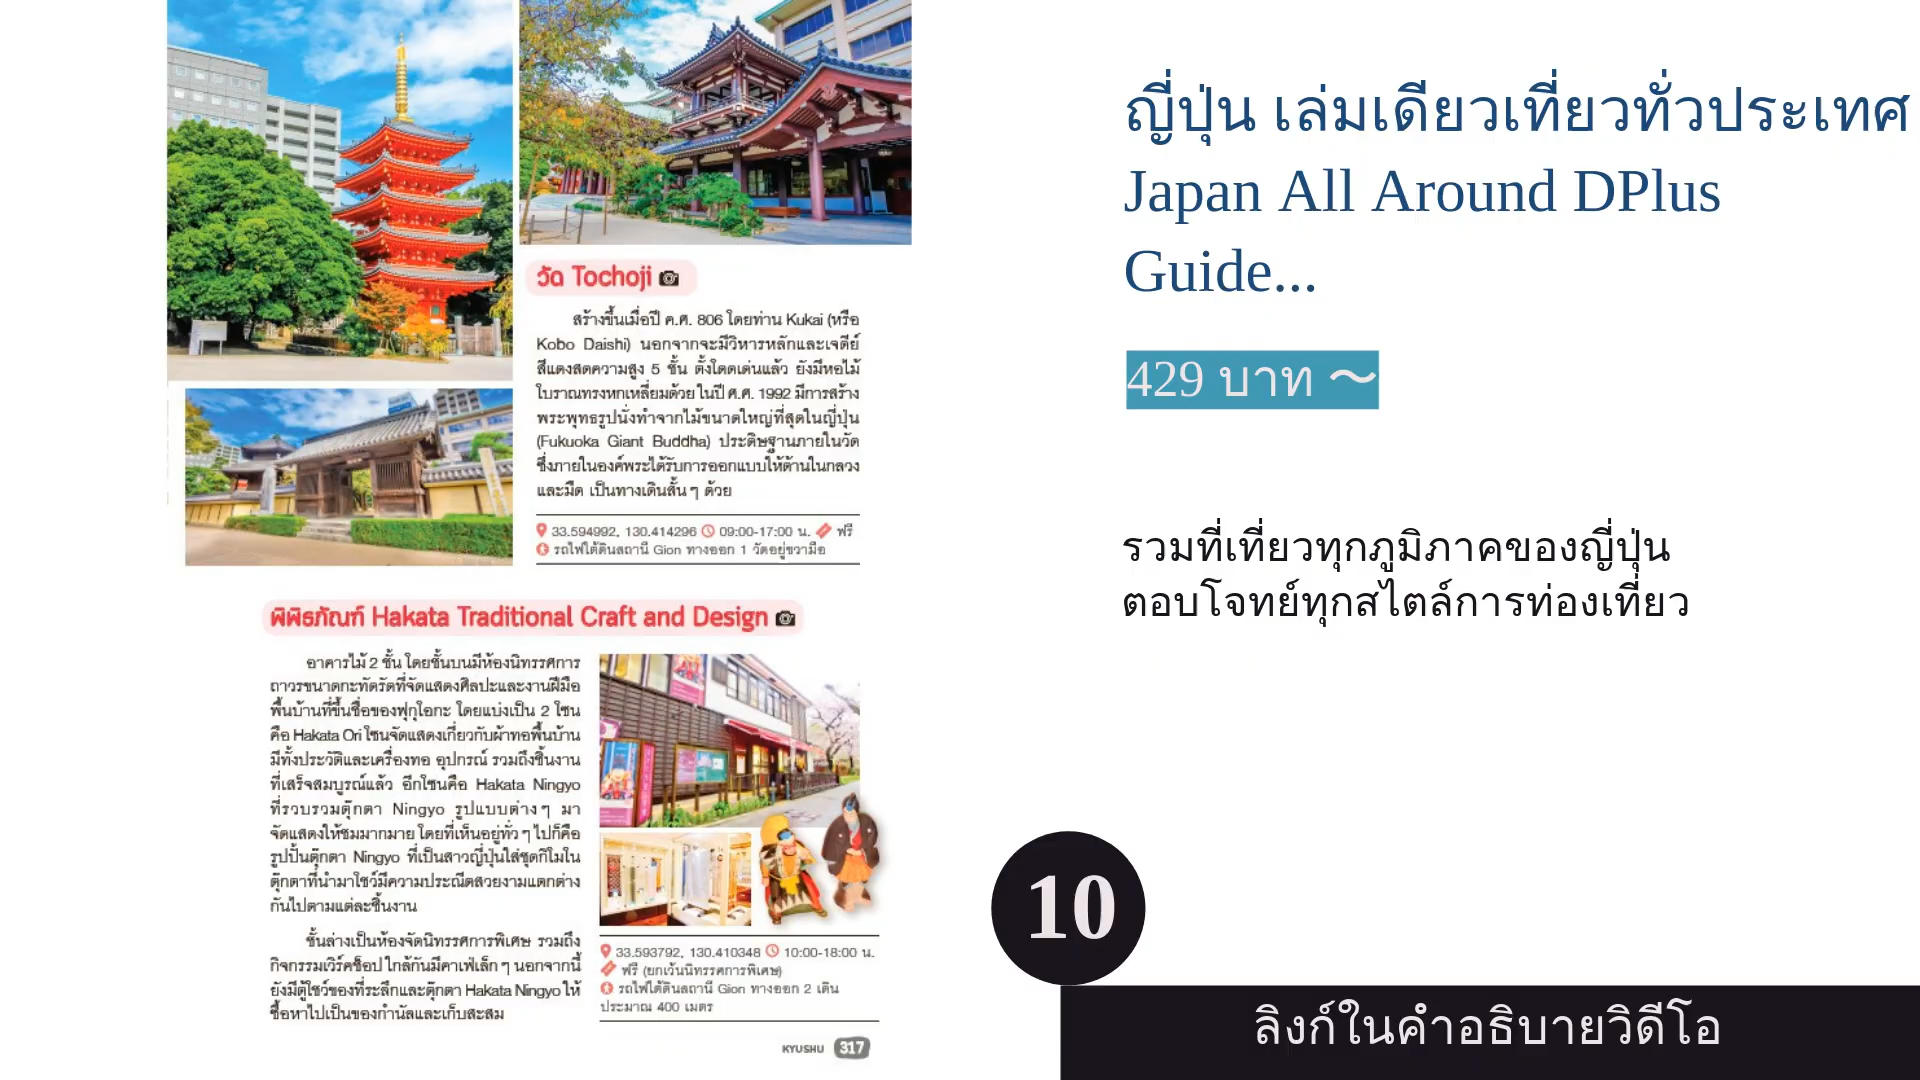 วัด Tochoji
สร้างขึ้นเมื่อปี ค.ศ. 806 โดยท่าน Kukai (หรือ
Kobo Daishi) นอกจากจะมีวิหารหลักและเจดีย์
สีแดงสดความสูง 5 ชั้น ตั้งโดดเด่นแล้ว ยังมีหอไม้
โบราณทรงหกเหลี่ยมด้วย ในปี ค.ศ. 1992 มีการสร้าง
พระพุทธรูปนั่งทำจากไม้ขนาดใหญ่ที่สุดในญี่ปุ่น
(Fukuoka Giant Buddha) ประดิษฐานภายในวัด
ซึ่งภายในองค์พระได้รับการออกแบบให้ด้านในกลวง
และมืด เป็นทางเดินสั้น ๆ ด้วย
33.594992, 130.414296 09:00-17:00 น. ฟรี
รถไฟใต้ดินสถานี Gion ทางออก 1 วัดอยู่ขวามือ
พิพิธภัณฑ์ Hakata Traditional Craft and Design
อาคารไม้ 2 ชั้น โดยชั้นบนมีห้องนิทรรศการ
ถาวรขนาดกะทัดรัดที่จัดแสดงศิลปะและงานฝีมือ
พื้นบ้านที่ขึ้นชื่อของฟุกุโอกะ โดยแบ่งเป็น 2 โซน
คือ Hakata Ori โซนจัดแสดงเกี่ยวกับผ้าทอพื้นบ้าน
มีทั้งประวัติและเครื่องทอ อุปกรณ์ รวมถึงชิ้นงาน
ที่เสร็จสมบูรณ์แล้ว อีกโซนคือ Hakata Ningyo
ที่รวบรวมตุ๊กตา Ningyo รูปแบบต่าง ๆ มา
จัดแสดงให้ชมมากมาย โดยที่เห็นอยู่ทั่ว ๆ ไปก็คือ
รูปปั้นตุ๊กตา Ningyo ที่เป็นสาวญี่ปุ่นใส่ชุดกิโมโน
ตุ๊กตาที่นำมาโชว์มีความประณีตสวยงามแตกต่าง
กันไปตามแต่ละชิ้นงาน
ชั้นล่างเป็นห้องจัดนิทรรศการพิเศษ รวมถึง
กิจกรรมเวิร์คช็อป ใกล้กันมีคาเฟ่เล็ก ๆ นอกจากนี้
ยังมีตู้โชว์ของที่ระลึกและตุ๊กตา Hakata Ningyo ให้
ซื้อหาไปเป็นของกำนัลและเก็บสะสม
33.593792, 130.410348 10:00-18:00 น.
ฟรี (ยกเว้นนิทรรศการพิเศษ)
รถไฟใต้ดินสถานี Gion ทางออก 2 เดิน
ประมาณ 400 เมตร
KYUSHU 317
ญี่ปุ่น เล่มเดียวเที่ยวทั่วประเทศ
Japan All Around DPlus
Guide...
429 บาท ～
รวมที่เที่ยวทุกภูมิภาคของญี่ปุ่น
ตอบโจทย์ทุกสไตล์การท่องเที่ยว
10
ลิงก์ในคำอธิบายวิดีโอ